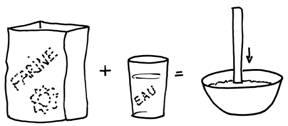 FARINE
+
EAU
=